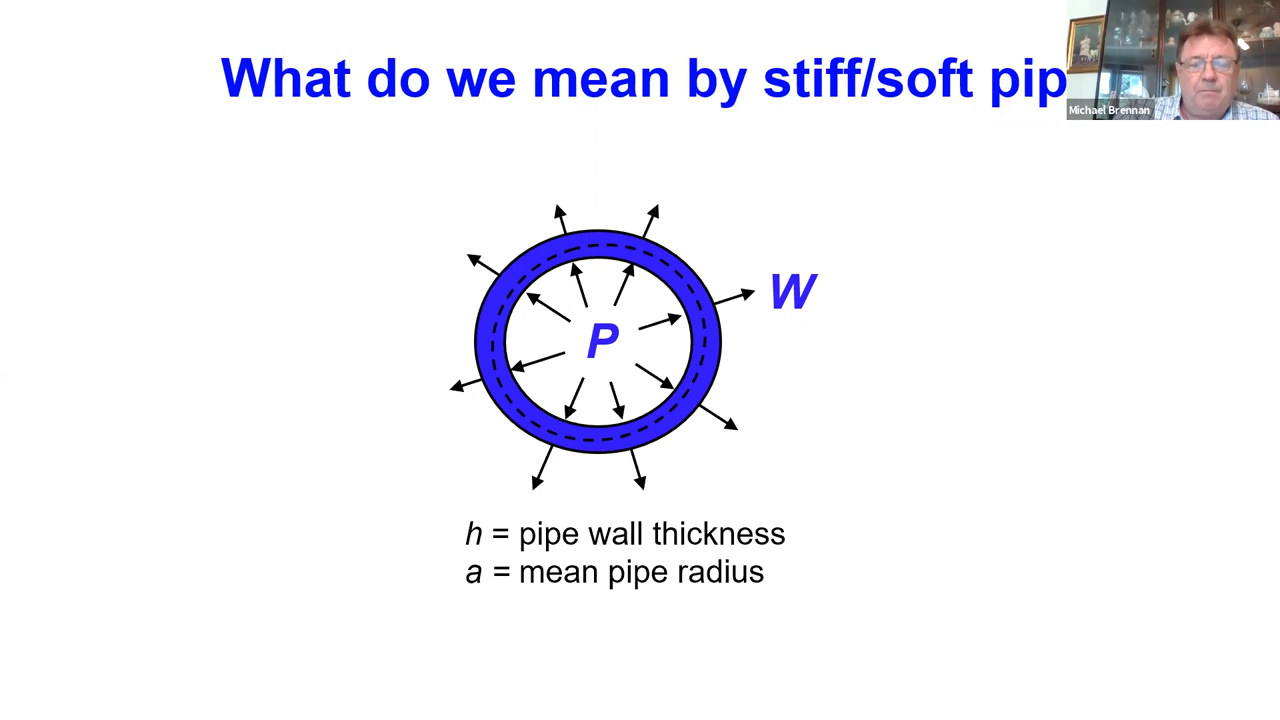 What do we mean by stiff/soft pip
Michael Brennan
W
P
h = pipe wall thickness
a = mean pipe radius